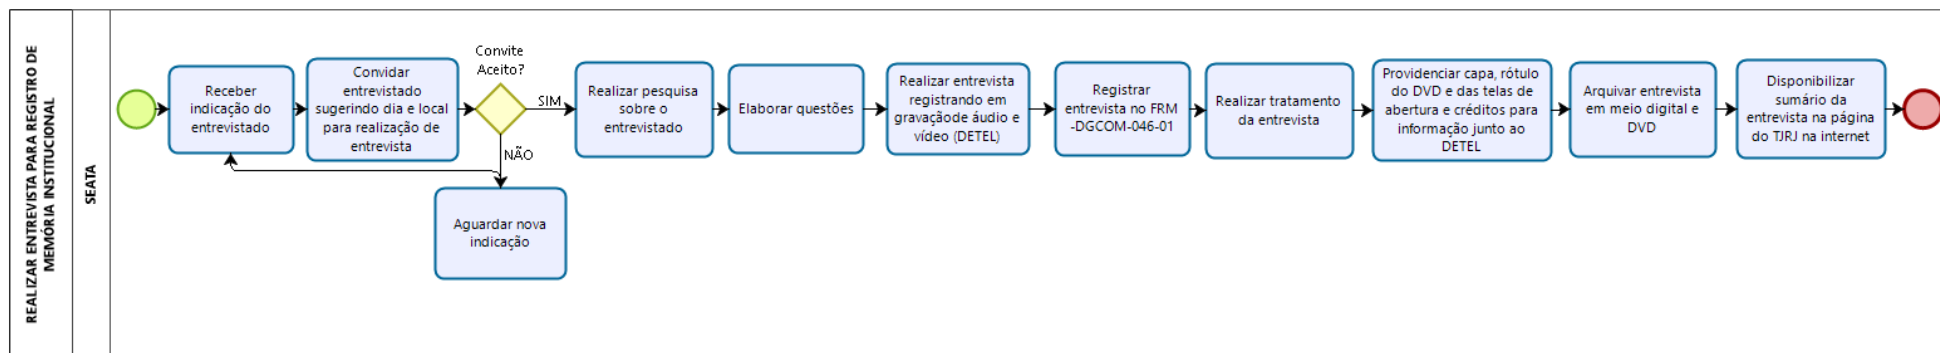 REALIZAR ENTREVISTA PARA REGISTRO DE
MEMÓRIA INSTITUCIONAL
SEATA
Receber
indicação do
entrevistado
Convidar
entrevistado
sugerindo dia e local
para realização de
entrevista
Convite
Aceito?
SIM
NÃO
Aguardar nova
indicação
Realizar pesquisa
sobre o
entrevistado
Elaborar questões
Realizar entrevista
registrando em
gravaçãode áudio e
vídeo (DETEL)
Registrar
entrevista no FRM
-DGCOM-046-01
Realizar tratamento
da entrevista
Providenciar capa, rótulo
do DVD e das telas de
abertura e créditos para
informação junto ao
DETEL
Arquivar entrevista
em meio digital e
DVD
Disponibilizar
sumário da
entrevista na página
do TJRJ na internet